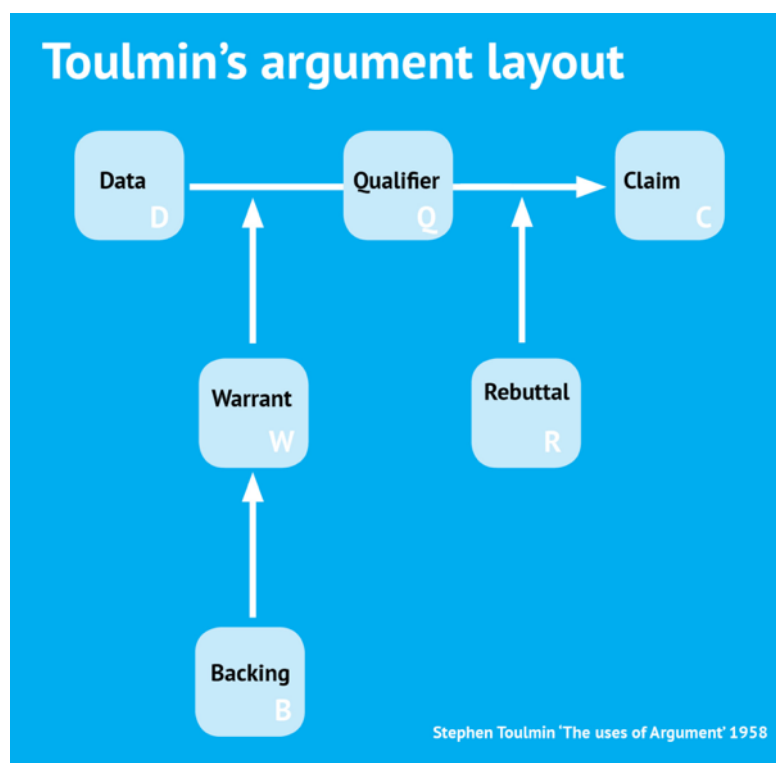 Toulmin’s argument layout
Data
D
Qualifier
Q
Claim
C
Warrant
W
Rebuttal
R
Backing
B
Stephen Toulmin ‘The uses of Argument’ 1958